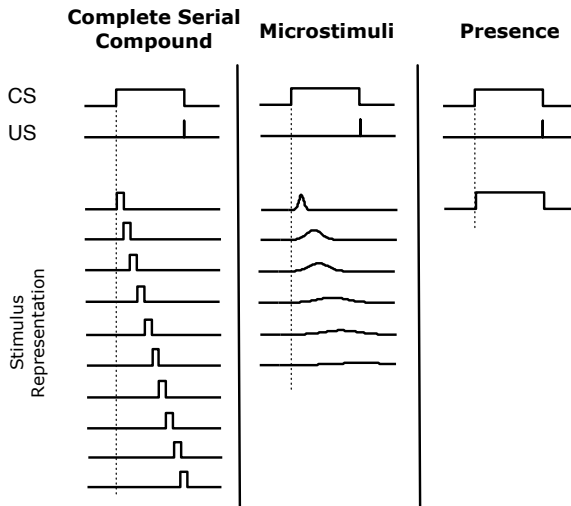 Complete Serial
Compound
Microstimuli
Presence
CS
US
Stimulus
Representation